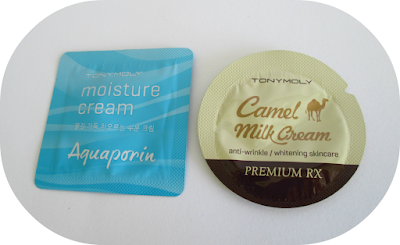 TONYMOLY
moisture
cream
Aquaporin
TONYMOLY
Camel
Milk Cream
anti-wrinkle / whitening skincare
PREMIUM RX